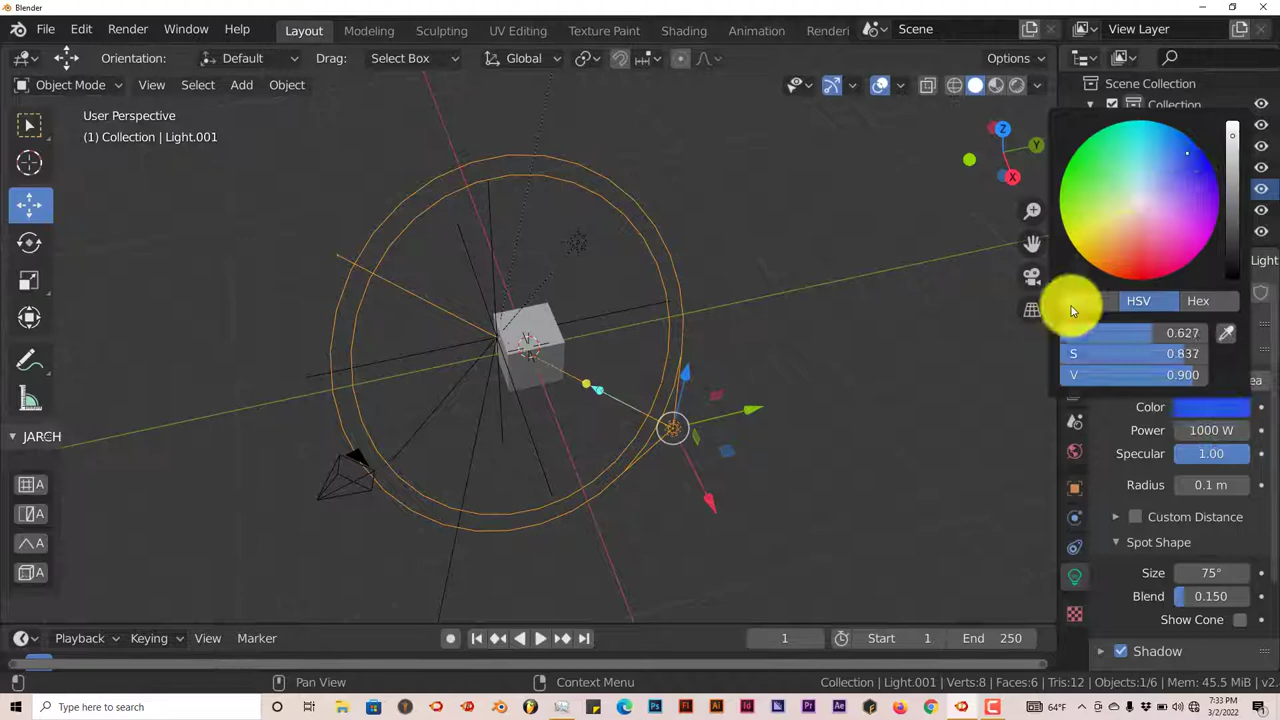 Blender
File Edit Render Window Help Layout Modeling Sculpting UV Editing Texture Paint Shading Animation Renderi Scene View Layer
Orientation: Default Drag: Select Box Global Options
Object Mode View Select Add Object
Scene Collection
Collection
User Perspective
(1) Collection | Light.001
Z
Y
X
Light
HSV Hex
0.627
S 0.837
V 0.900
ea
Color
Power 1000 W
Specular 1.00
Radius 0.1 m
Custom Distance
Spot Shape
Size 75°
Blend 0.150
Show Cone
Shadow
JARCH
A
A
A
A
Playback Keying View Marker 1 Start 1 End 250
Pan View Context Menu Collection | Light.001 | Verts:8 | Faces:6 | Tris:12 | Objects:1/6 | Mem: 45.5 MiB | v2.
Type here to search 64°F 7:33 PM
3/2/2022